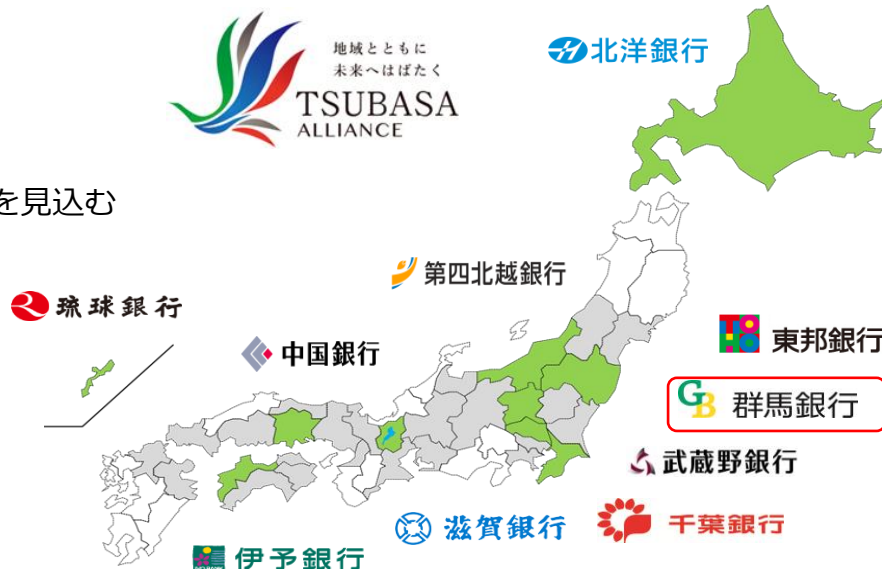 地域とともに
未来へはばたく
TSUBASA
ALLIANCE
北洋銀行
を見込む
第四北越銀行
琉球銀行
中国銀行
TOHO
東邦銀行
GB
群馬銀行
武蔵野銀行
滋賀銀行
千葉銀行
伊予銀行